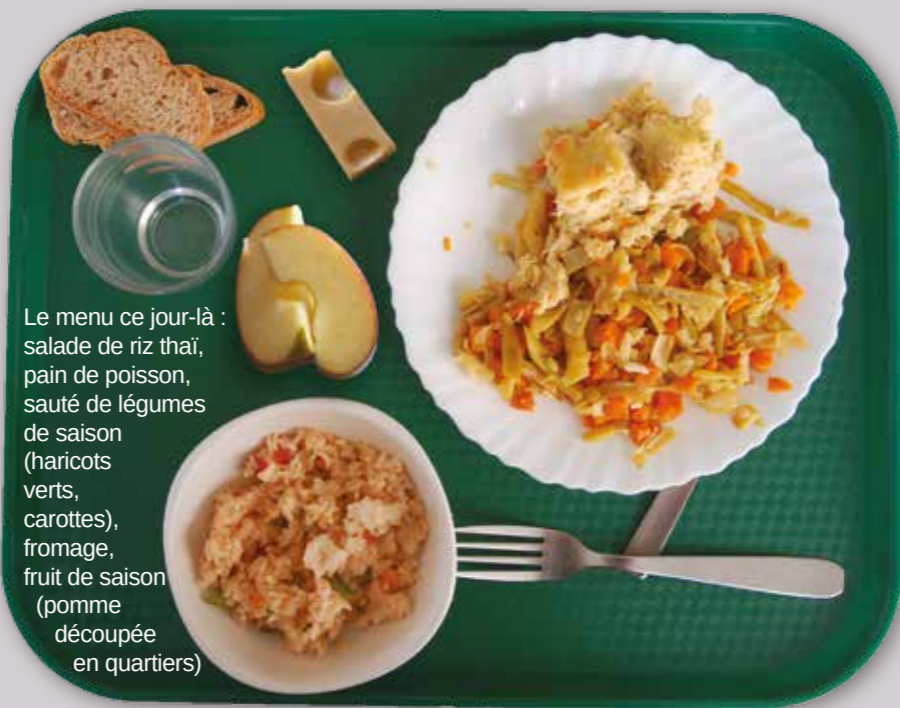 Le menu ce jour-là :
salade de riz thaï,
pain de poisson,
sauté de légumes
de saison
(haricots
verts,
carottes),
fromage,
fruit de saison
(pomme
découpée
en quartiers)